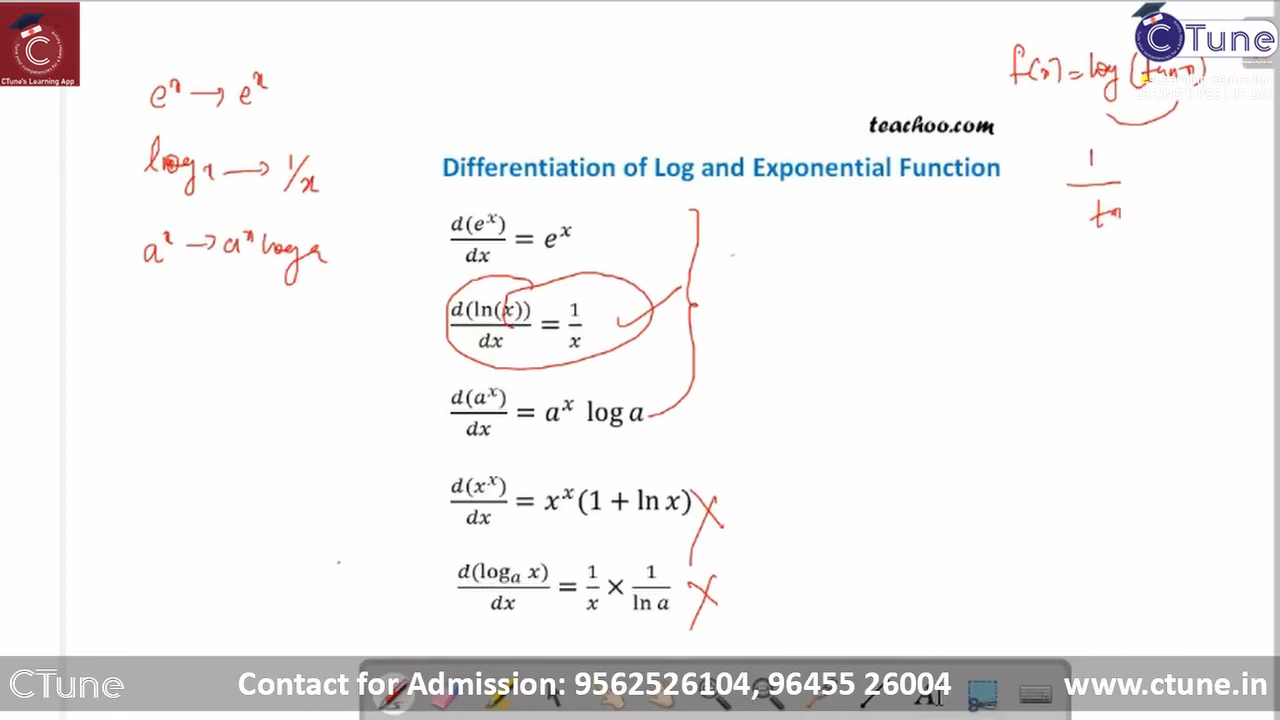 CTune's Learning App
CTune
f(x) = log (tan x)
1
e^x → e^x
teachoo.com
log x → 1/x
Differentiation of Log and Exponential Function
a^x → a^x log a
d(e^x)/dx = e^x
d(ln(x))/dx = 1/x
d(a^x)/dx = a^x log a
d(x^x)/dx = x^x(1 + ln x)
d(log_a x)/dx = 1/x × 1/ln a
CTune
Contact for Admission: 9562526104, 96455 26004
www.ctune.in